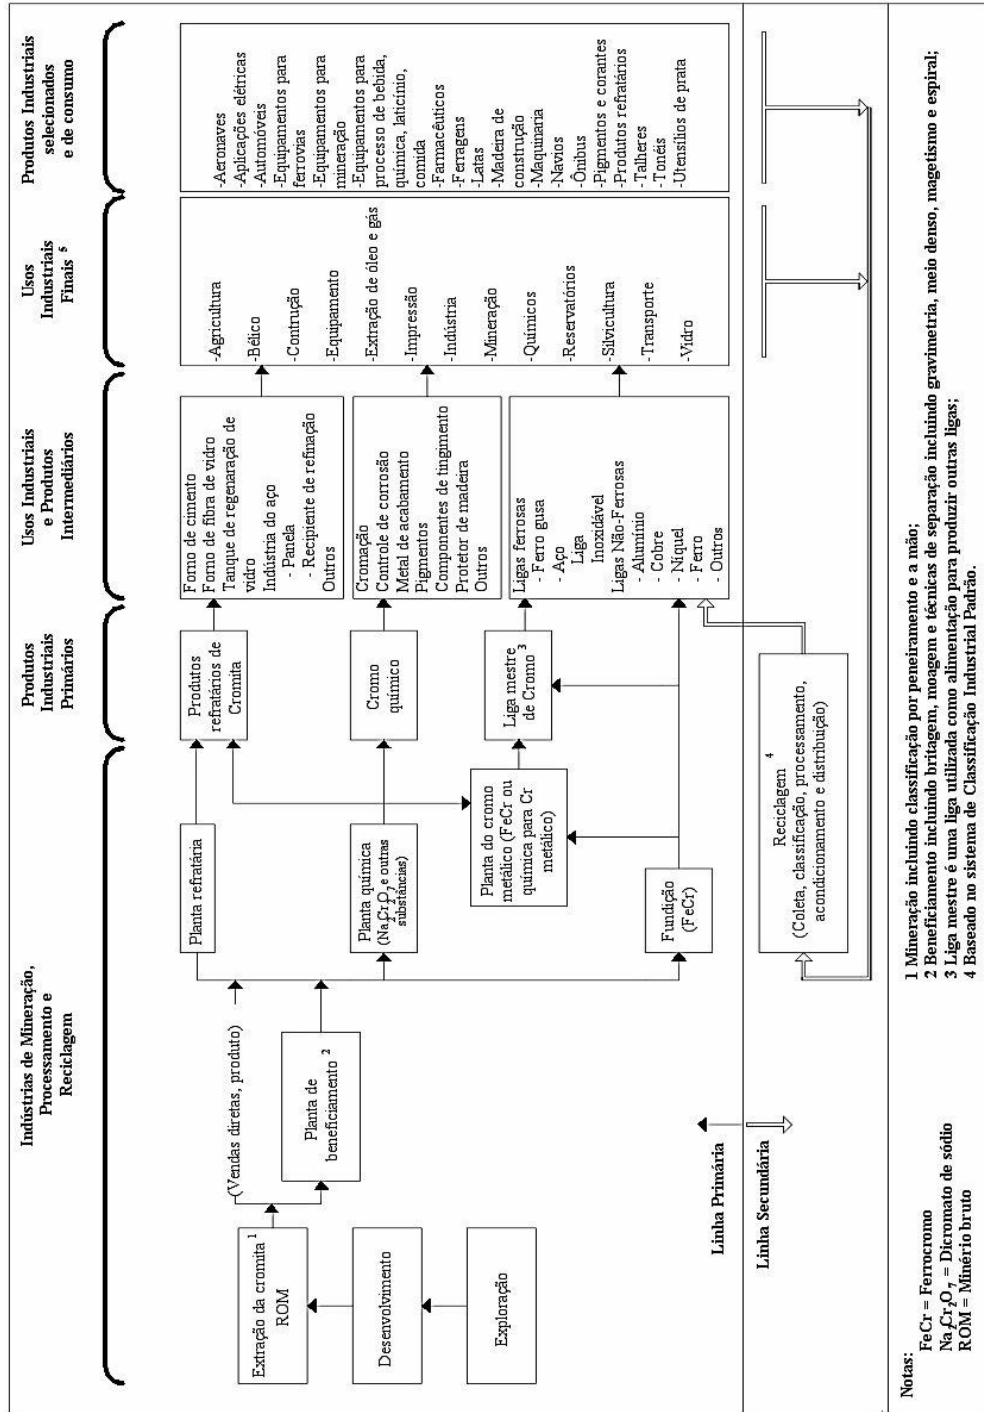 Indústrias de Mineração,
Processamento e
Reciclagem
Produtos
Industriais
Primários
Usos Industriais
e Produtos
Intermediários
Usos
Industriais
Finais 5
Produtos Industriais
selecionados
e de consumo
Exploração
Desenvolvimento
Extração da cromita 1
ROM
(Vendas diretas, produto)
Planta de
beneficiamento 2
Planta refratária
Planta química
(Na2Cr2O7 e outras
substâncias)
Planta do cromo
metálico (FeCr ou
química para Cr
metálico)
Fundição
(FeCr)
Produtos
refratários de
Cromita
Cromo
químico
Liga mestre
de Cromo 3
Forno de cimento
Forno de fibra de vidro
Tanque de regenaração de
vidro
Indústria do aço
- Panela
- Recipiente de refinação
Outros
Cromação
Controle de corrosão
Metal de acabamento
Pigmentos
Componentes de tingimento
Protetor de madeira
Outros
Ligas ferrosas
- Ferro gusa
- Aço
Liga
Inoxidável
Ligas Não-Ferrosas
- Alumínio
- Cobre
- Níquel
- Ferro
- Outros
-Agricultura
-Bélico
-Contrução
-Equipamento
-Extração de óleo e gás
-Impressão
-Indústria
-Mineração
-Químicos
-Reservatórios
-Silvicultura
-Transporte
-Vidro
-Aeronaves
-Aplicações elétricas
-Automóveis
-Equipamentos para
ferrovias
-Equipamentos para
mineração
-Equipamentos para
processo de bebida,
química, laticínio,
comida
-Farmacêuticos
-Ferragens
-Latas
-Madeira de
construção
-Maquinaria
-Navios
-Ônibus
-Pigmentos e corantes
-Produtos refratários
-Talheres
-Tonéis
-Utensílios de prata
Linha Primária
Linha Secundária
Reciclagem 4
(Coleta, classificação, processamento,
acondicionamento e distribuição)
Notas:
FeCr = Ferrocromo
Na2Cr2O7 = Dicromato de sódio
ROM = Minério bruto
1 Mineração incluindo classificação por peneiramento e a mão;
2 Beneficiamento incluindo britagem, moagem e técnicas de separação incluindo gravimetria, meio denso, magetismo e espiral;
3 Liga mestre é uma liga utilizada como alimentação para produzir outras ligas;
4 Baseado no sistema de Classificação Industrial Padrão.